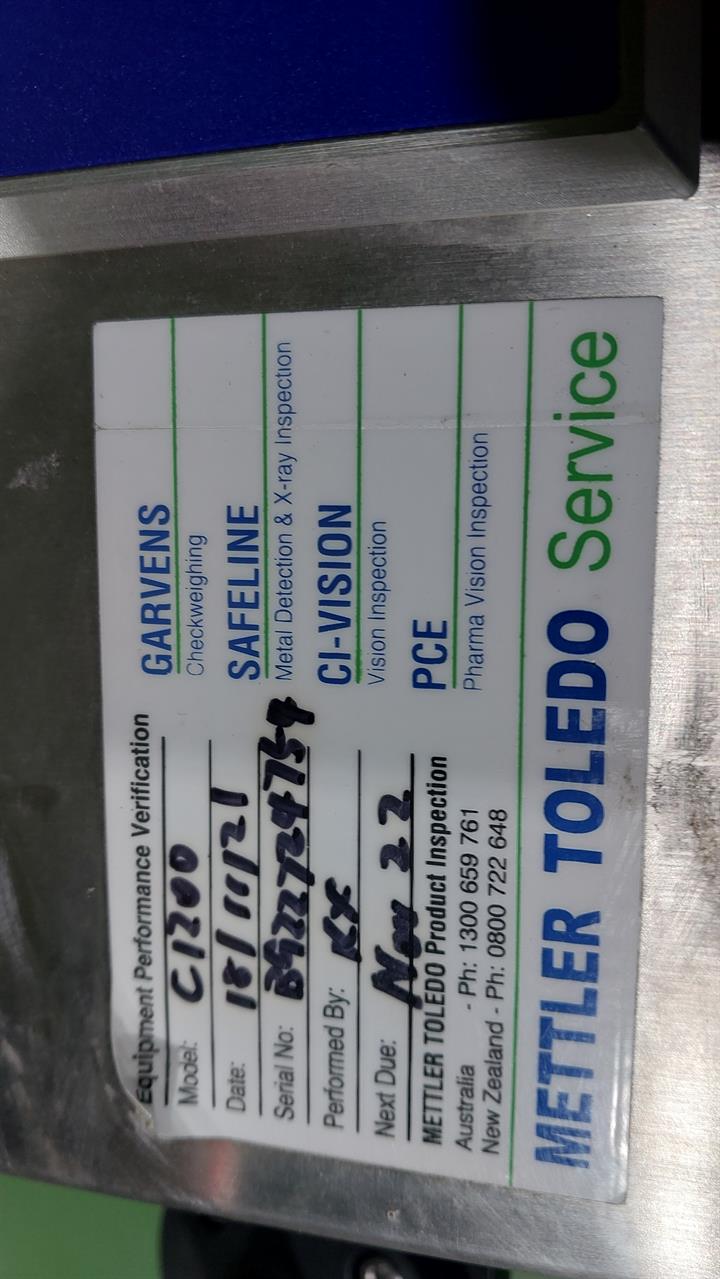 Equipment Performance Verification
Model: C1200
Date: 18/11/21
Serial No: B922724754
Performed By: KX
Next Due: Nov 22
METTLER TOLEDO Product Inspection
Australia - Ph: 1300 659 761
New Zealand - Ph: 0800 722 648
GARVENS
Checkweighing
SAFELINE
Metal Detection & X-ray Inspection
CI-VISION
Vision Inspection
PCE
Pharma Vision Inspection
METTLER TOLEDO Service